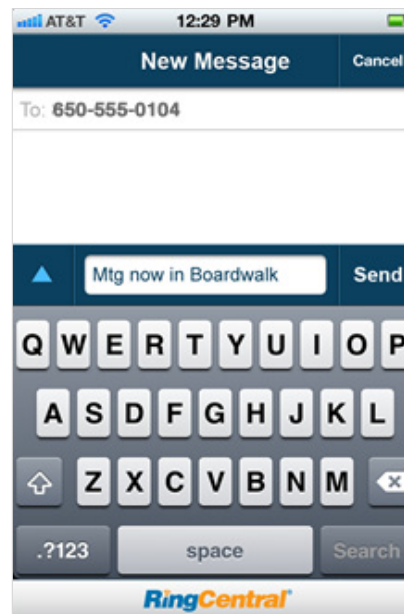 AT&T 12:29 PM
New Message Cancel
To: 650-555-0104
Mtg now in Boardwalk Send
Q W E R T Y U I O P
A S D F G H J K L
Z X C V B N M
.?123 space Search
RingCentral